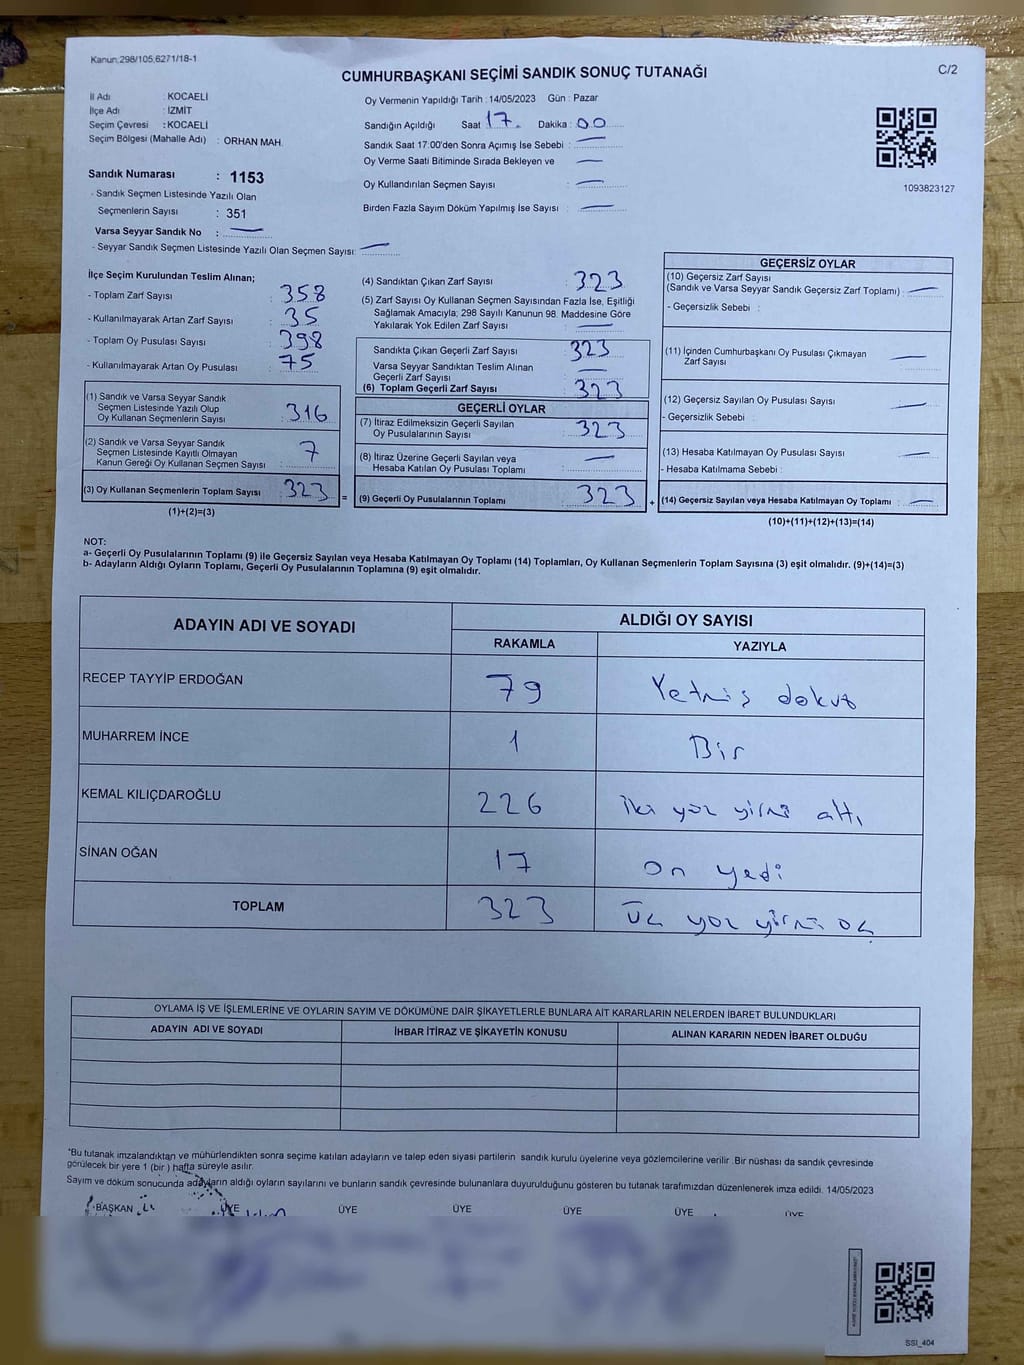 Kanun:298/105,6271/18-1
C/2
CUMHURBAŞKANI SEÇİMİ SANDIK SONUÇ TUTANAĞI
İl Adı : KOCAELİ
İlçe Adı : İZMİT
Seçim Çevresi : KOCAELİ
Seçim Bölgesi (Mahalle Adı) : ORHAN MAH.
Sandık Numarası : 1153
- Sandık Seçmen Listesinde Yazılı Olan
Seçmenlerin Sayısı : 351
Varsa Seyyar Sandık No : —
- Seyyar Sandık Seçmen Listesinde Yazılı Olan Seçmen Sayısı: —
Oy Vermenin Yapıldığı Tarih : 14/05/2023 Gün : Pazar
Sandığın Açıldığı Saat 17. Dakika : 00
Sandık Saat 17:00'den Sonra Açımış İse Sebebi : —
Oy Verme Saati Bitiminde Sırada Bekleyen ve —
Oy Kullandırılan Seçmen Sayısı : —
Birden Fazla Sayım Döküm Yapılmış İse Sayısı : —
1093823127
İlçe Seçim Kurulundan Teslim Alınan;
- Toplam Zarf Sayısı : 358
- Kullanılmayarak Artan Zarf Sayısı : 35
- Toplam Oy Pusulası Sayısı : 398
- Kullanılmayarak Artan Oy Pusulası : 75
(1) Sandık ve Varsa Seyyar Sandık
Seçmen Listesinde Yazılı Olup
Oy Kullanan Seçmenlerin Sayısı : 316
(2) Sandık ve Varsa Seyyar Sandık
Seçmen Listesinde Kayıtlı Olmayan
Kanun Gereği Oy Kullanan Seçmen Sayısı : 7
(3) Oy Kullanan Seçmenlerin Toplam Sayısı : 323
(1)+(2)=(3)
(4) Sandıktan Çıkan Zarf Sayısı : 323
(5) Zarf Sayısı Oy Kullanan Seçmen Sayısından Fazla İse, Eşitliği
Sağlamak Amacıyla; 298 Sayılı Kanunun 98. Maddesine Göre
Yakılarak Yok Edilen Zarf Sayısı : —
Sandıkta Çıkan Geçerli Zarf Sayısı : 323
Varsa Seyyar Sandıktan Teslim Alınan
Geçerli Zarf Sayısı : —
(6) Toplam Geçerli Zarf Sayısı : 323
GEÇERLİ OYLAR
(7) İtiraz Edilmeksizin Geçerli Sayılan
Oy Pusulalarının Sayısı : 323
(8) İtiraz Üzerine Geçerli Sayılan veya
Hesaba Katılan Oy Pusulası Toplamı : —
= (9) Geçerli Oy Pusulalarının Toplamı : 323 +
GEÇERSİZ OYLAR
(10) Geçersiz Zarf Sayısı
(Sandık ve Varsa Seyyar Sandık Geçersiz Zarf Toplamı) : —
- Geçersizlik Sebebi :
(11) İçinden Cumhurbaşkanı Oy Pusulası Çıkmayan
Zarf Sayısı : —
(12) Geçersiz Sayılan Oy Pusulası Sayısı : —
- Geçersizlik Sebebi :
(13) Hesaba Katılmayan Oy Pusulası Sayısı : —
- Hesaba Katılmama Sebebi :
(14) Geçersiz Sayılan veya Hesaba Katılmayan Oy Toplamı : —
(10)+(11)+(12)+(13)=(14)
NOT:
a- Geçerli Oy Pusulalarının Toplamı (9) ile Geçersiz Sayılan veya Hesaba Katılmayan Oy Toplamı (14) Toplamları, Oy Kullanan Seçmenlerin Toplam Sayısına (3) eşit olmalıdır. (9)+(14)=(3)
b- Adayların Aldığı Oyların Toplamı, Geçerli Oy Pusulalarının Toplamına (9) eşit olmalıdır.
ADAYIN ADI VE SOYADI ALDIĞI OY SAYISI
RAKAMLA YAZIYLA
RECEP TAYYİP ERDOĞAN 79 Yetmiş dokuz
MUHARREM İNCE 1 Bir
KEMAL KILIÇDAROĞLU 226 iki yüz yirmi altı
SİNAN OĞAN 17 On yedi
TOPLAM 323 Üç yüz yirmi üç
OYLAMA İŞ VE İŞLEMLERİNE VE OYLARIN SAYIM VE DÖKÜMÜNE DAİR ŞİKAYETLERLE BUNLARA AİT KARARLARIN NELERDEN İBARET BULUNDUKLARI
ADAYIN ADI VE SOYADI İHBAR İTİRAZ VE ŞİKAYETİN KONUSU ALINAN KARARIN NEDEN İBARET OLDUĞU
*Bu tutanak imzalandıktan ve mühürlendikten sonra seçime katılan adayların ve talep eden siyasi partilerin sandık kurulu üyelerine veya gözlemcilerine verilir .Bir nüshası da sandık çevresinde
görülecek bir yere 1 (bir ) hafta süreyle asılır.
Sayım ve döküm sonucunda adayların aldığı oyların sayılarını ve bunların sandık çevresinde bulunanlara duyurulduğunu gösteren bu tutanak tarafımızdan düzenlenerek imza edildi. 14/05/2023
BAŞKAN ÜYE ÜYE ÜYE ÜYE ÜYE ÜYE
SSI_404